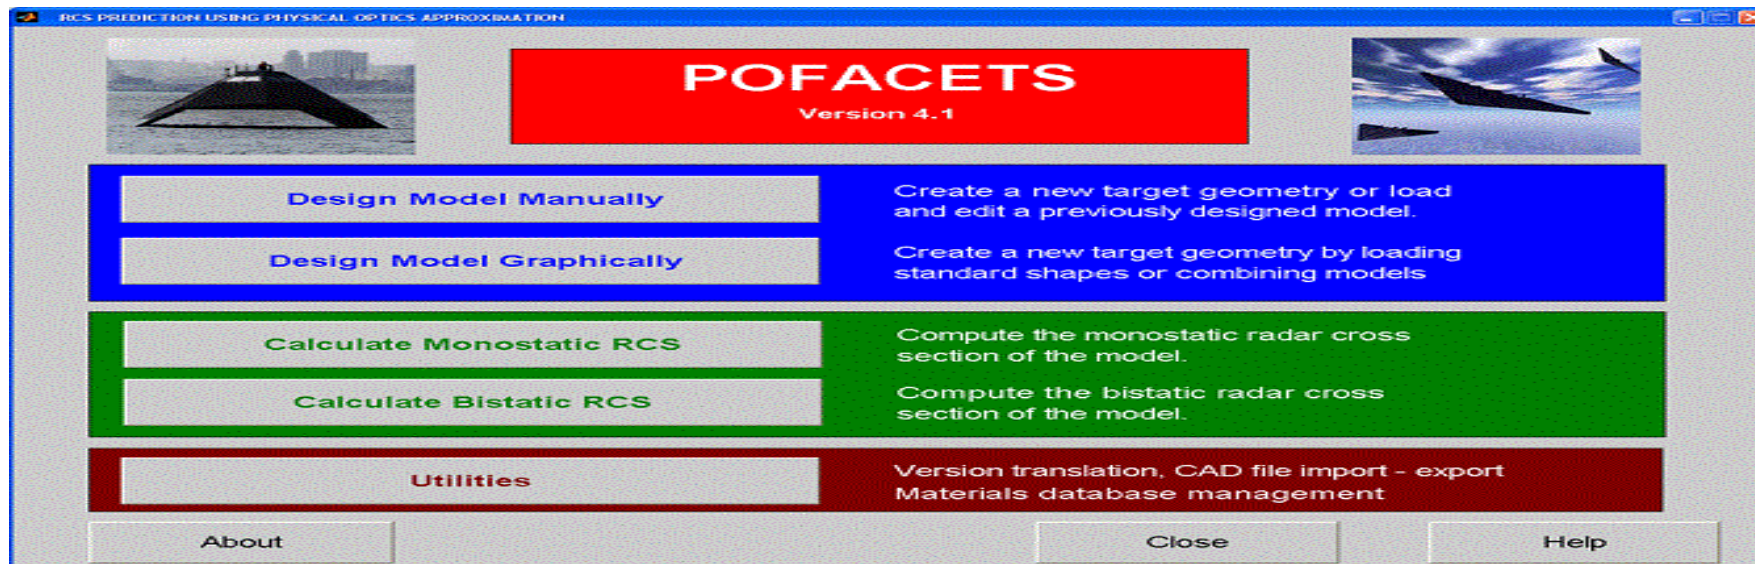 RCS PREDICTION USING PHYSICAL OPTICS APPROXIMATION
POFACETS
Version 4.1
Design Model Manually
Create a new target geometry or load
and edit a previously designed model.
Design Model Graphically
Create a new target geometry by loading
standard shapes or combining models
Calculate Monostatic RCS
Compute the monostatic radar cross
section of the model.
Calculate Bistatic RCS
Compute the bistatic radar cross
section of the model.
Utilities
Version translation, CAD file import - export
Materials database management
About
Close
Help